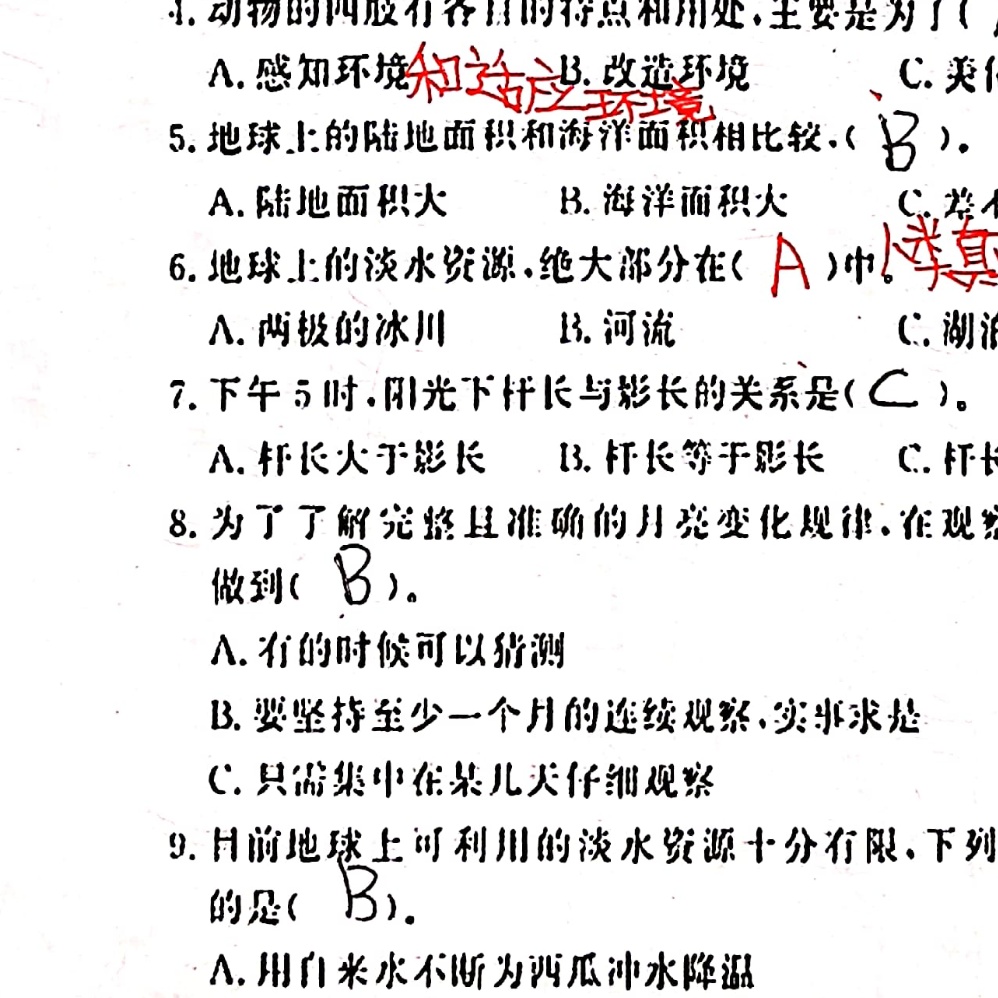 4. 动物的四肢有各自的特点和用处,主要是为了(
A. 感知环境和适应环境 B. 改造环境 C. 美化
5. 地球上的陆地面积和海洋面积相比较,( B )。
A. 陆地面积大 B. 海洋面积大 C. 差不
6. 地球上的淡水资源,绝大部分在( A )中。
A. 两极的冰川 B. 河流 C. 湖泊
7. 下午5时,阳光下杆长与影长的关系是( C )。
A. 杆长大于影长 B. 杆长等于影长 C. 杆长
8. 为了了解完整且准确的月亮变化规律,在观察
做到( B )。
A. 有的时候可以猜测
B. 要坚持至少一个月的连续观察,实事求是
C. 只需集中在某几天仔细观察
9. 目前地球上可利用的淡水资源十分有限,下列
的是( B ).
A. 用自来水不断为西瓜冲水降温